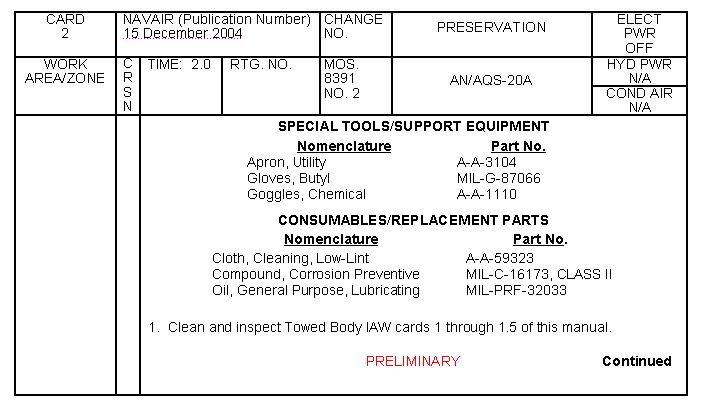 CARD
2
NAVAIR (Publication Number)
15 December 2004
CHANGE
NO.
PRESERVATION
ELECT
PWR
OFF
WORK
AREA/ZONE
C
R
S
N
TIME: 2.0
RTG. NO.
MOS.
8391
NO. 2
AN/AQS-20A
HYD PWR
N/A
COND AIR
N/A
SPECIAL TOOLS/SUPPORT EQUIPMENT
Nomenclature Part No.
Apron, Utility A-A-3104
Gloves, Butyl MIL-G-87066
Goggles, Chemical A-A-1110
CONSUMABLES/REPLACEMENT PARTS
Nomenclature Part No.
Cloth, Cleaning, Low-Lint A-A-59323
Compound, Corrosion Preventive MIL-C-16173, CLASS II
Oil, General Purpose, Lubricating MIL-PRF-32033
1. Clean and inspect Towed Body IAW cards 1 through 1.5 of this manual.
PRELIMINARY Continued